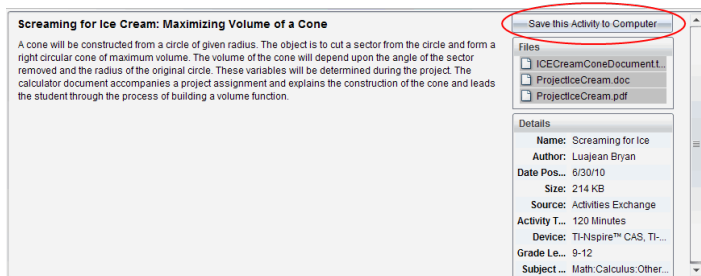 Screaming for Ice Cream: Maximizing Volume of a Cone
A cone will be constructed from a circle of given radius. The object is to cut a sector from the circle and form a
right circular cone of maximum volume. The volume of the cone will depend upon the angle of the sector
removed and the radius of the original circle. These variables will be determined during the project. The
calculator document accompanies a project assignment and explains the construction of the cone and leads
the student through the process of building a volume function.
Save this Activity to Computer
Files
ICECreamConeDocument.t...
ProjectIceCream.doc
ProjectIceCream.pdf
Details
Name: Screaming for Ice
Author: Luajean Bryan
Date Pos... 6/30/10
Size: 214 KB
Source: Activities Exchange
Activity T... 120 Minutes
Device: TI-Nspire™ CAS, TI-...
Grade Le... 9-12
Subject ... Math:Calculus:Other...